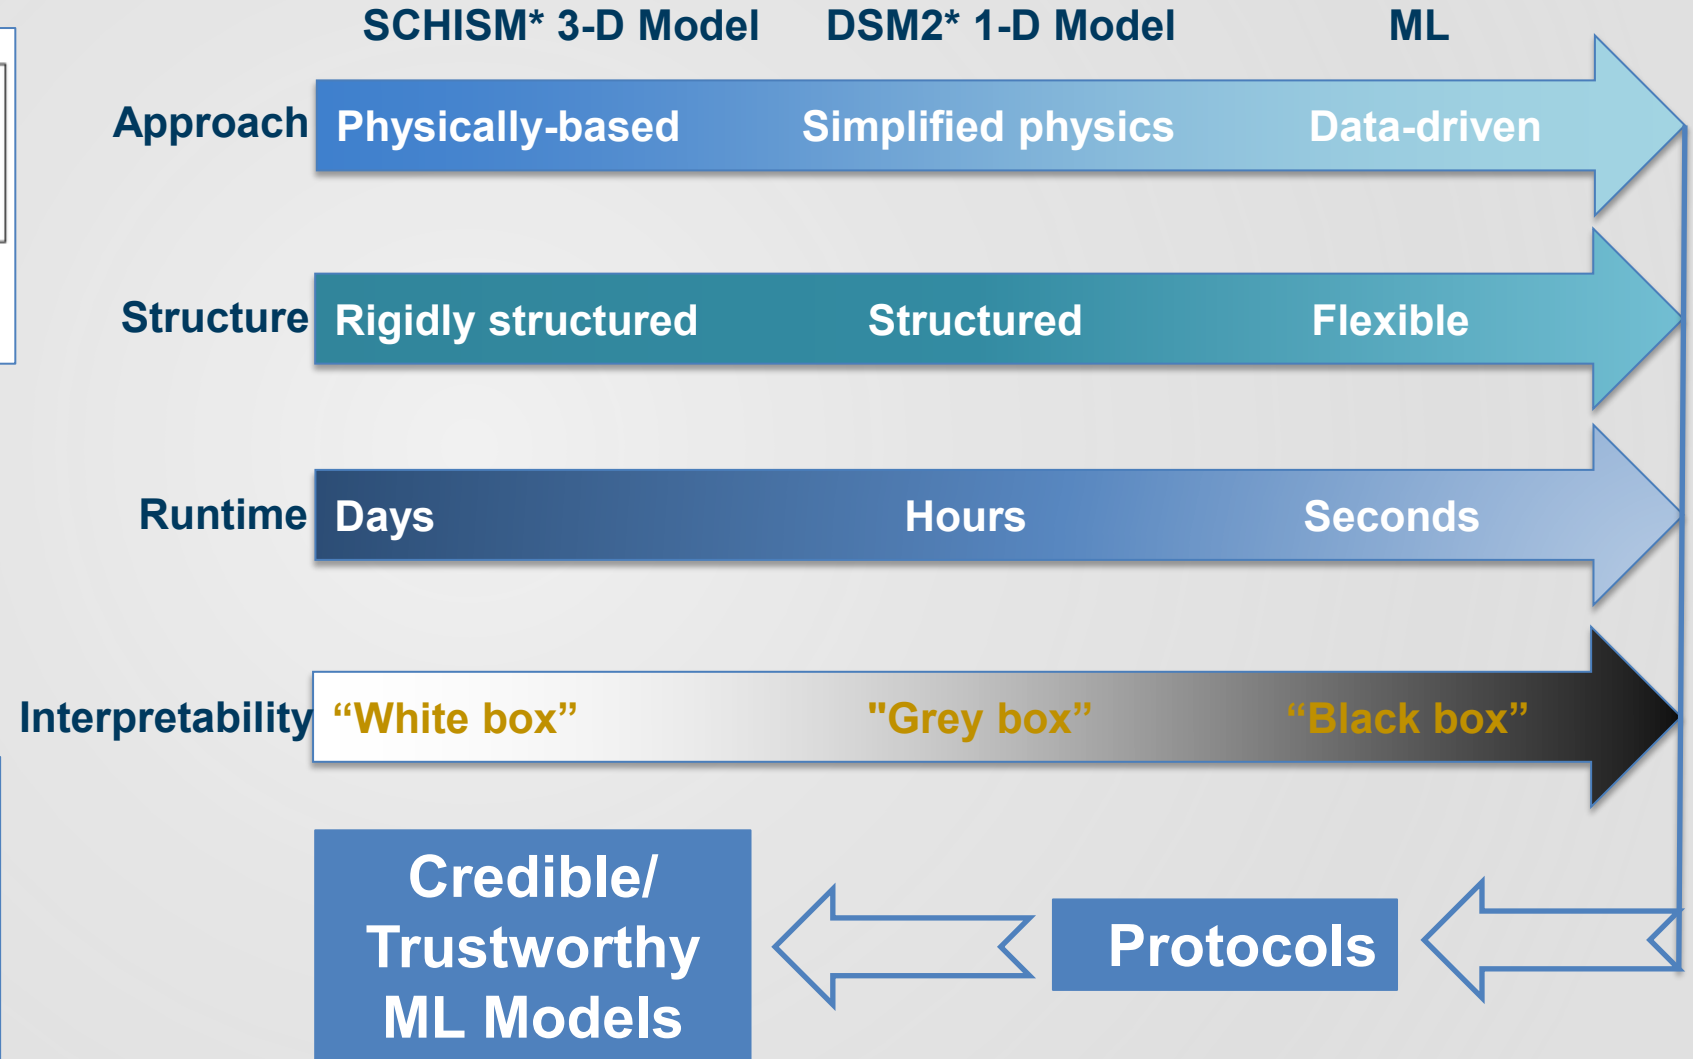 SCHISM* 3-D Model DSM2* 1-D Model ML
Approach Physically-based Simplified physics Data-driven
Structure Rigidly structured Structured Flexible
Runtime Days Hours Seconds
Interpretability “White box” "Grey box” “Black box”
Credible/
Trustworthy
ML Models
Protocols